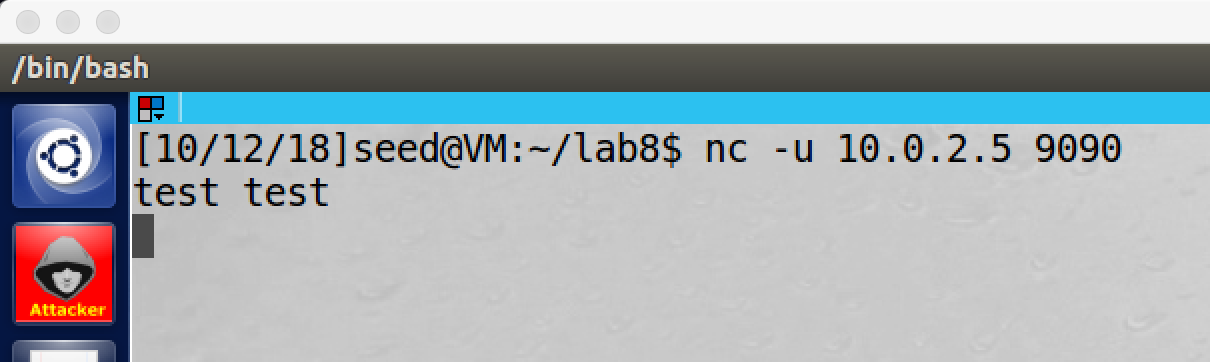 /bin/bash
[10/12/18]seed@VM:~/lab8$ nc -u 10.0.2.5 9090
test test
Attacker